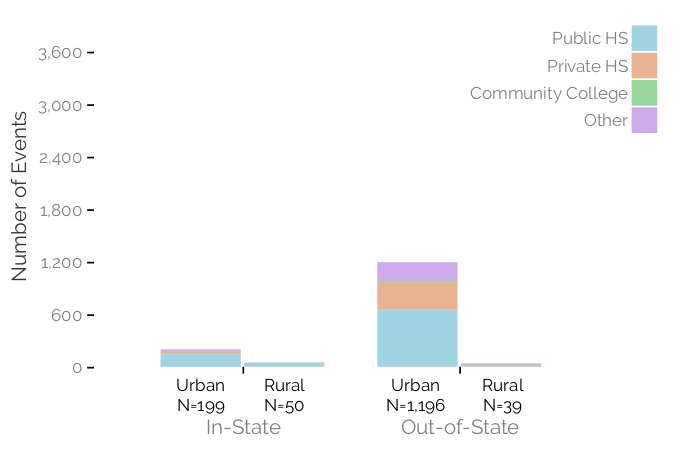 Public HS
Private HS
Community College
Other
Number of Events
3,600
3,000
2,400
1,800
1,200
600
0
Urban Rural Urban Rural
N=199 N=50 N=1,196 N=39
In-State Out-of-State